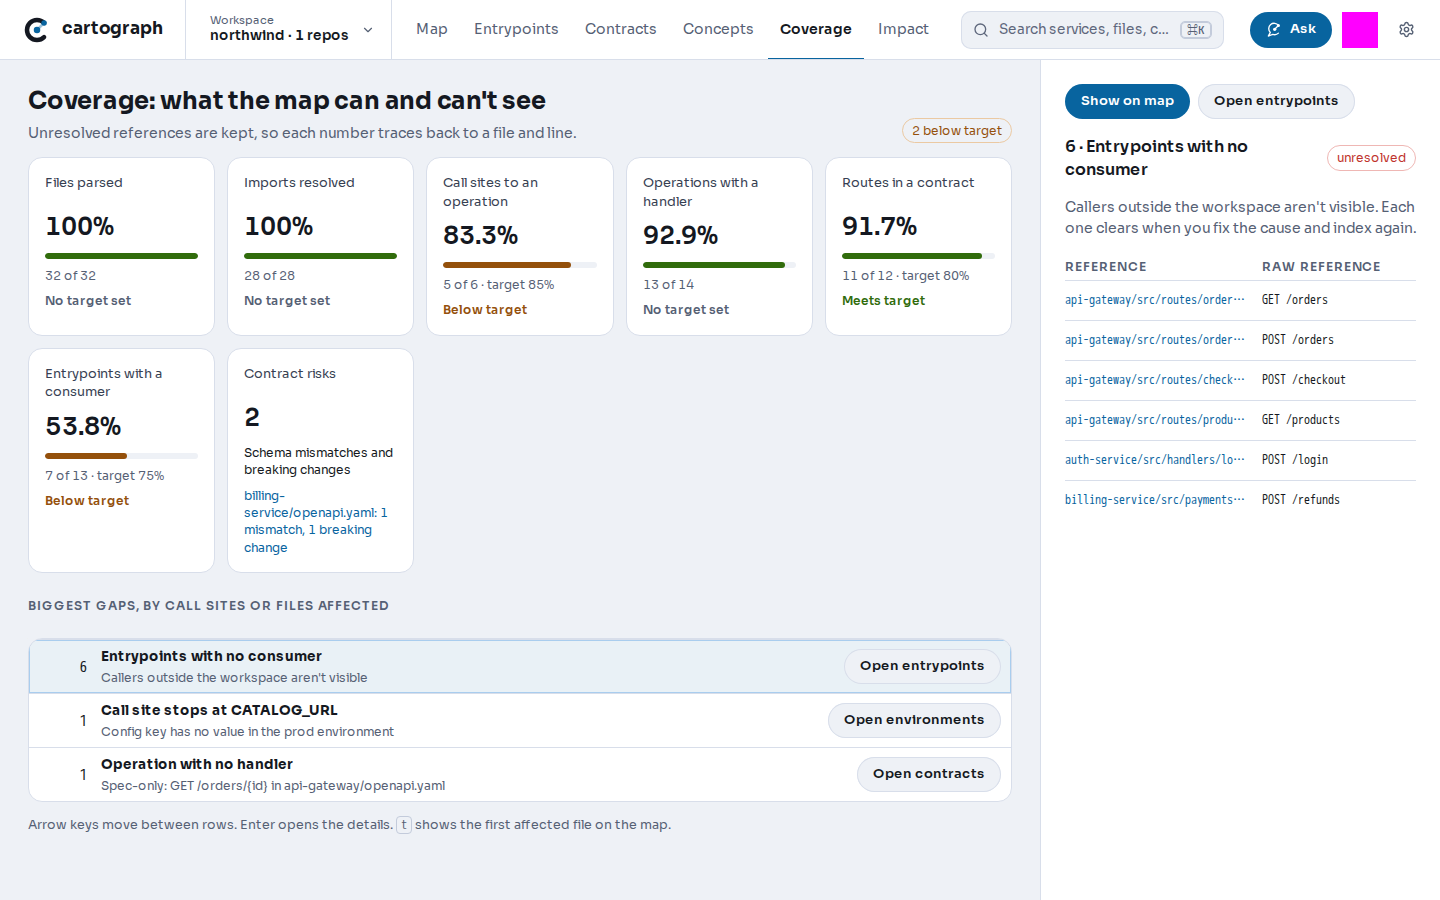 cartograph
Workspace
northwind · 1 repos
Map
Entrypoints
Contracts
Concepts
Coverage
Impact
Search services, files, c...
⌘K
Ask
Coverage: what the map can and can't see
Unresolved references are kept, so each number traces back to a file and line.
2 below target
Files parsed
100%
32 of 32
No target set
Imports resolved
100%
28 of 28
No target set
Call sites to an
operation
83.3%
5 of 6 · target 85%
Below target
Operations with a
handler
92.9%
13 of 14
No target set
Routes in a contract
91.7%
11 of 12 · target 80%
Meets target
Entrypoints with a
consumer
53.8%
7 of 13 · target 75%
Below target
Contract risks
2
Schema mismatches and
breaking changes
billing-
service/openapi.yaml: 1
mismatch, 1 breaking
change
BIGGEST GAPS, BY CALL SITES OR FILES AFFECTED
6
Entrypoints with no consumer
Callers outside the workspace aren't visible
Open entrypoints
1
Call site stops at CATALOG_URL
Config key has no value in the prod environment
Open environments
1
Operation with no handler
Spec-only: GET /orders/{id} in api-gateway/openapi.yaml
Open contracts
Arrow keys move between rows. Enter opens the details. t shows the first affected file on the map.
Show on map
Open entrypoints
6 · Entrypoints with no
consumer
unresolved
Callers outside the workspace aren't visible. Each
one clears when you fix the cause and index again.
REFERENCE RAW REFERENCE
api-gateway/src/routes/order... GET /orders
api-gateway/src/routes/order... POST /orders
api-gateway/src/routes/check... POST /checkout
api-gateway/src/routes/produ... GET /products
auth-service/src/handlers/lo... POST /login
billing-service/src/payments... POST /refunds